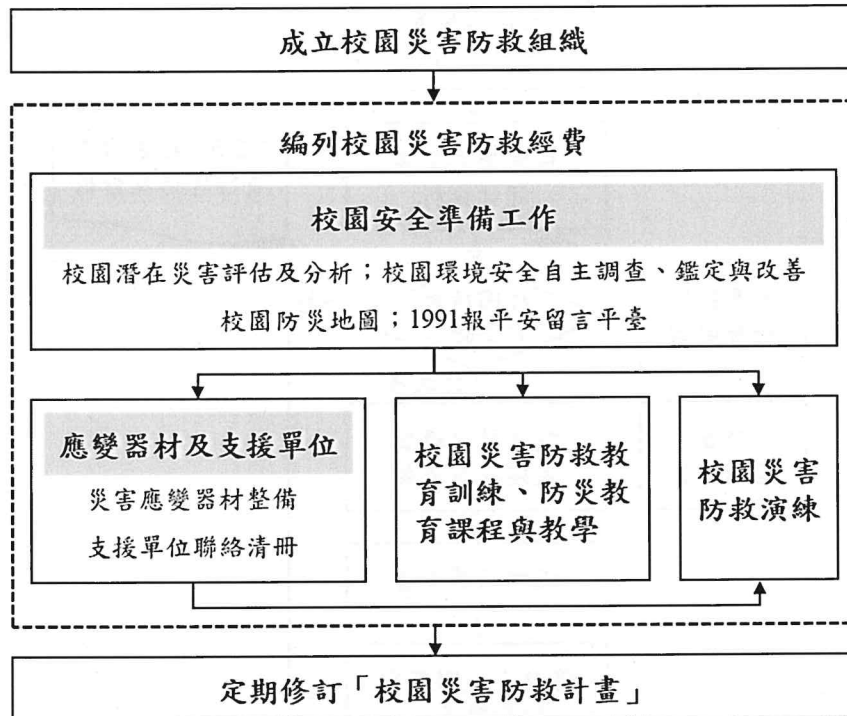 成立校園災害防救組織
編列校園災害防救經費
校園安全準備工作
校園潛在災害評估及分析；校園環境安全自主調查、鑑定與改善
校園防災地圖；1991報平安留言平臺
應變器材及支援單位
災害應變器材整備
支援單位聯絡清冊
校園災害防救教
育訓練、防災教
育課程與教學
校園災害
防救演練
定期修訂「校園災害防救計畫」